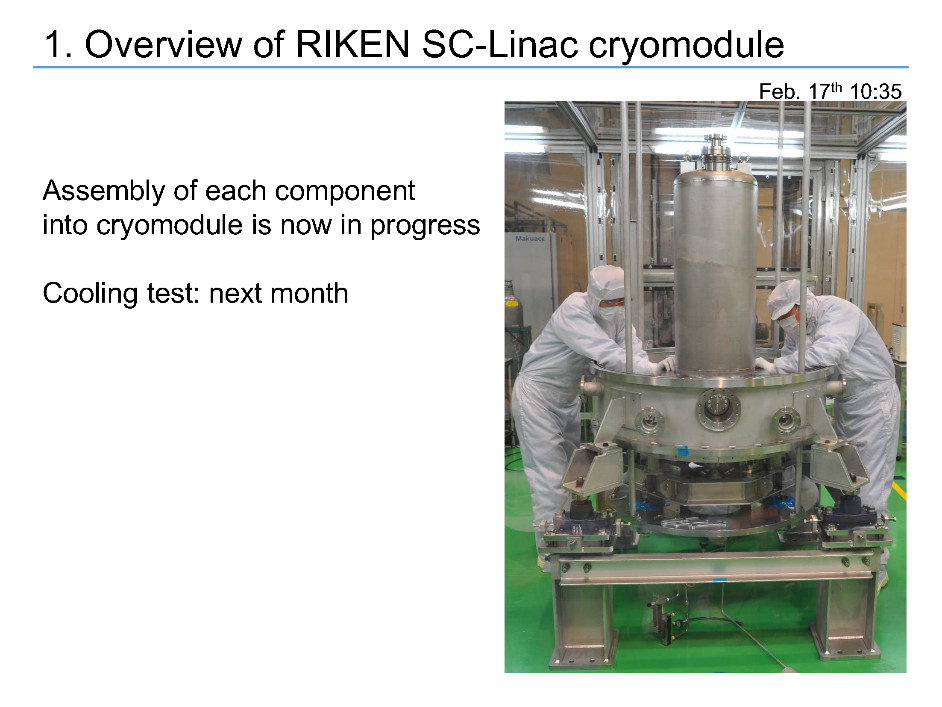 1. Overview of RIKEN SC-Linac cryomodule
Feb. 17th 10:35
Assembly of each component
into cryomodule is now in progress
Cooling test: next month